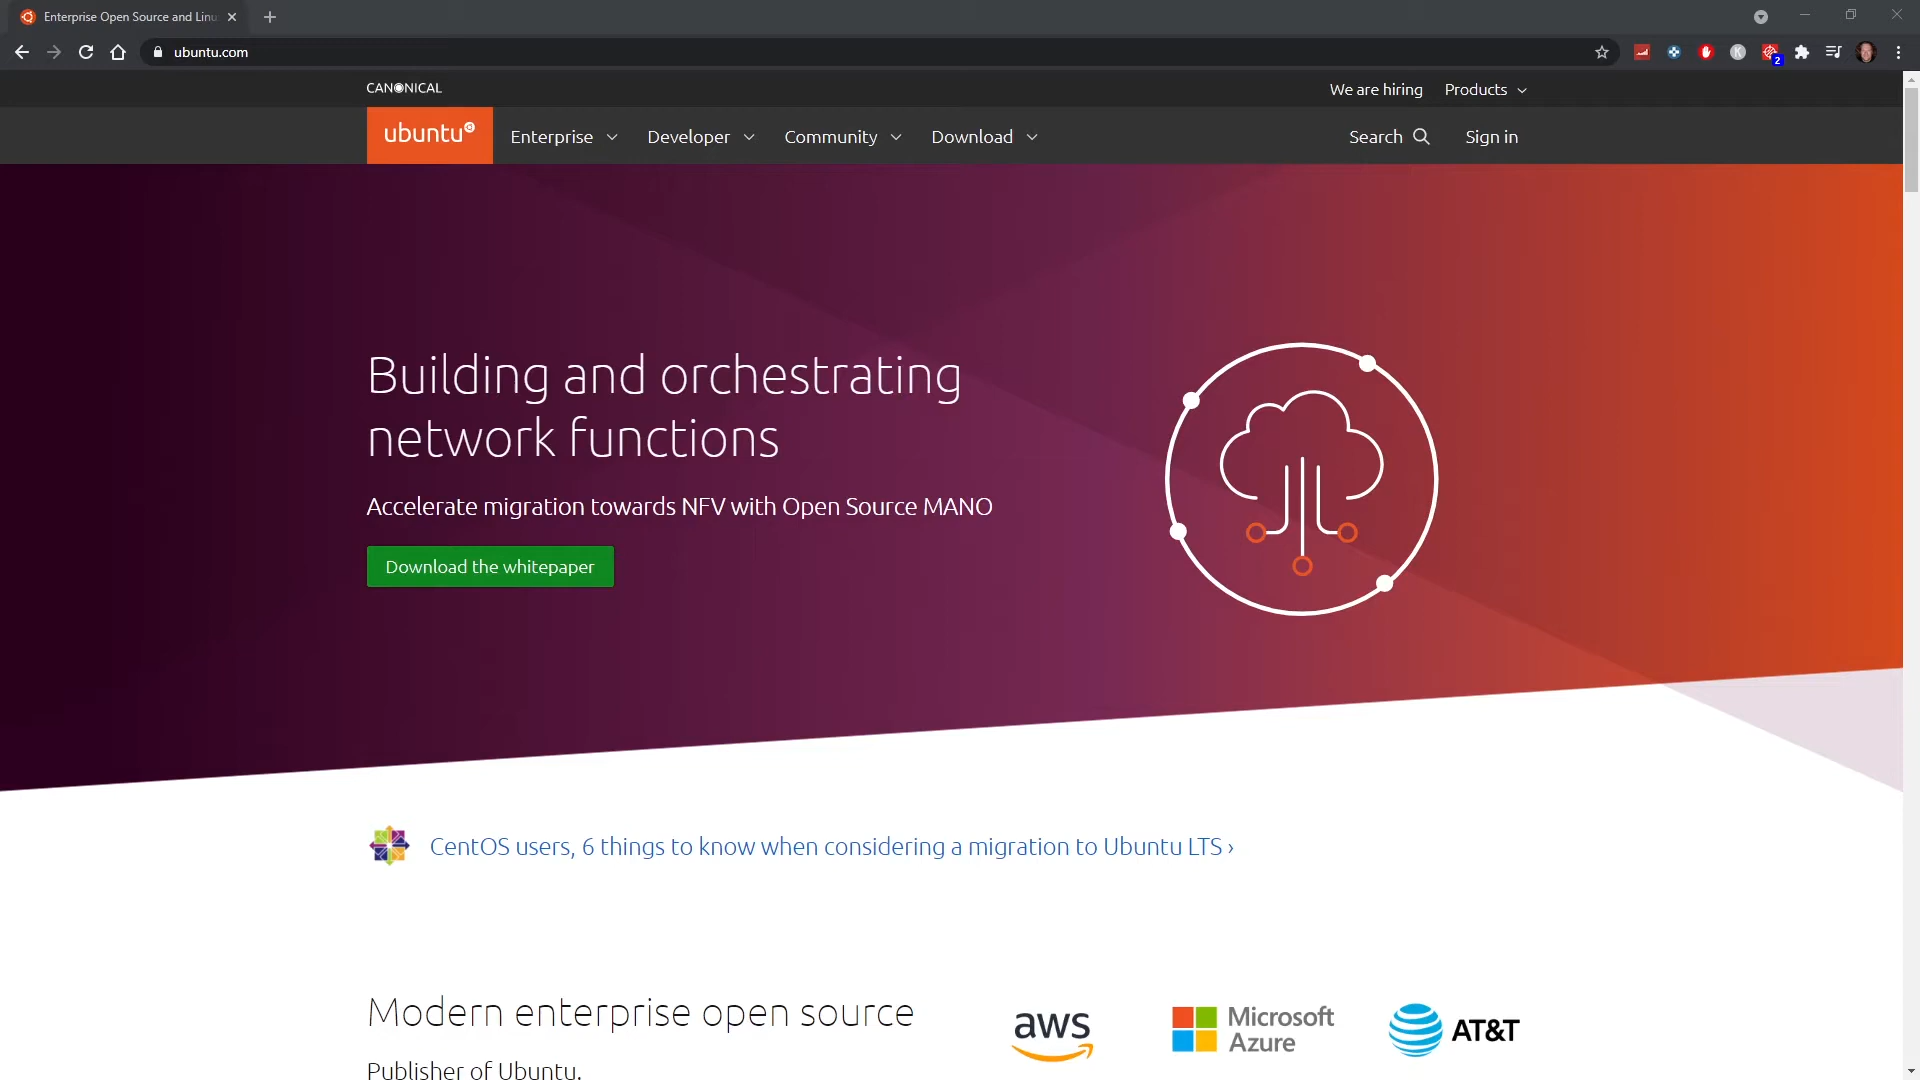 Enterprise Open Source and Linu
ubuntu.com
K
2
CANONICAL
We are hiring
Products
ubuntu
Enterprise
Developer
Community
Download
Search
Sign in
Building and orchestrating
network functions
Accelerate migration towards NFV with Open Source MANO
Download the whitepaper
CentOS users, 6 things to know when considering a migration to Ubuntu LTS ›
Modern enterprise open source
Publisher of Ubuntu.
aws
Microsoft
Azure
AT&T